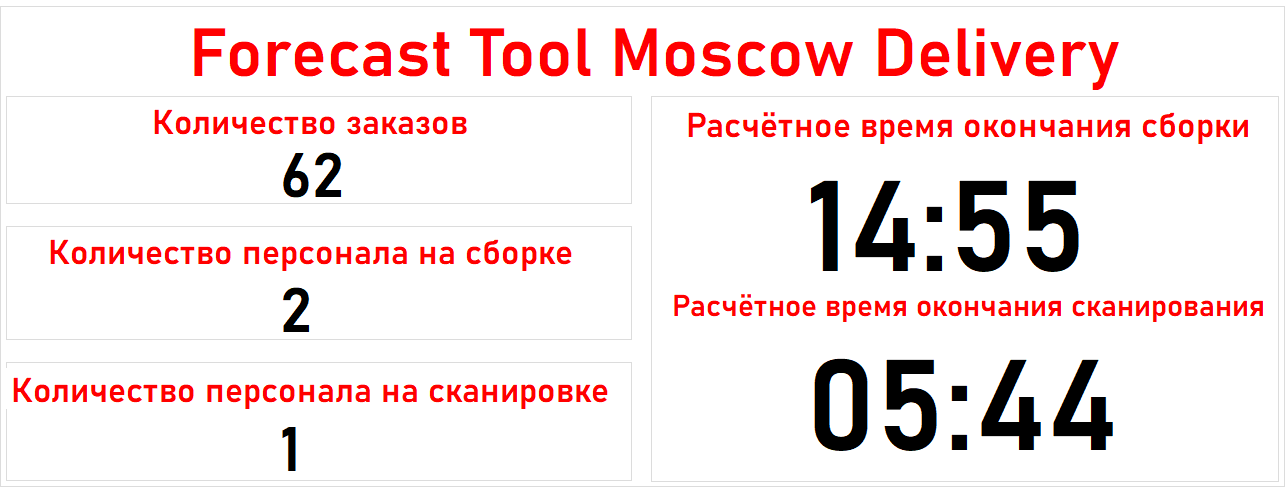 Forecast Tool Moscow Delivery
Количество заказов
62
Количество персонала на сборке
2
Количество персонала на сканировке
1
Расчётное время окончания сборки
14:55
Расчётное время окончания сканирования
05:44